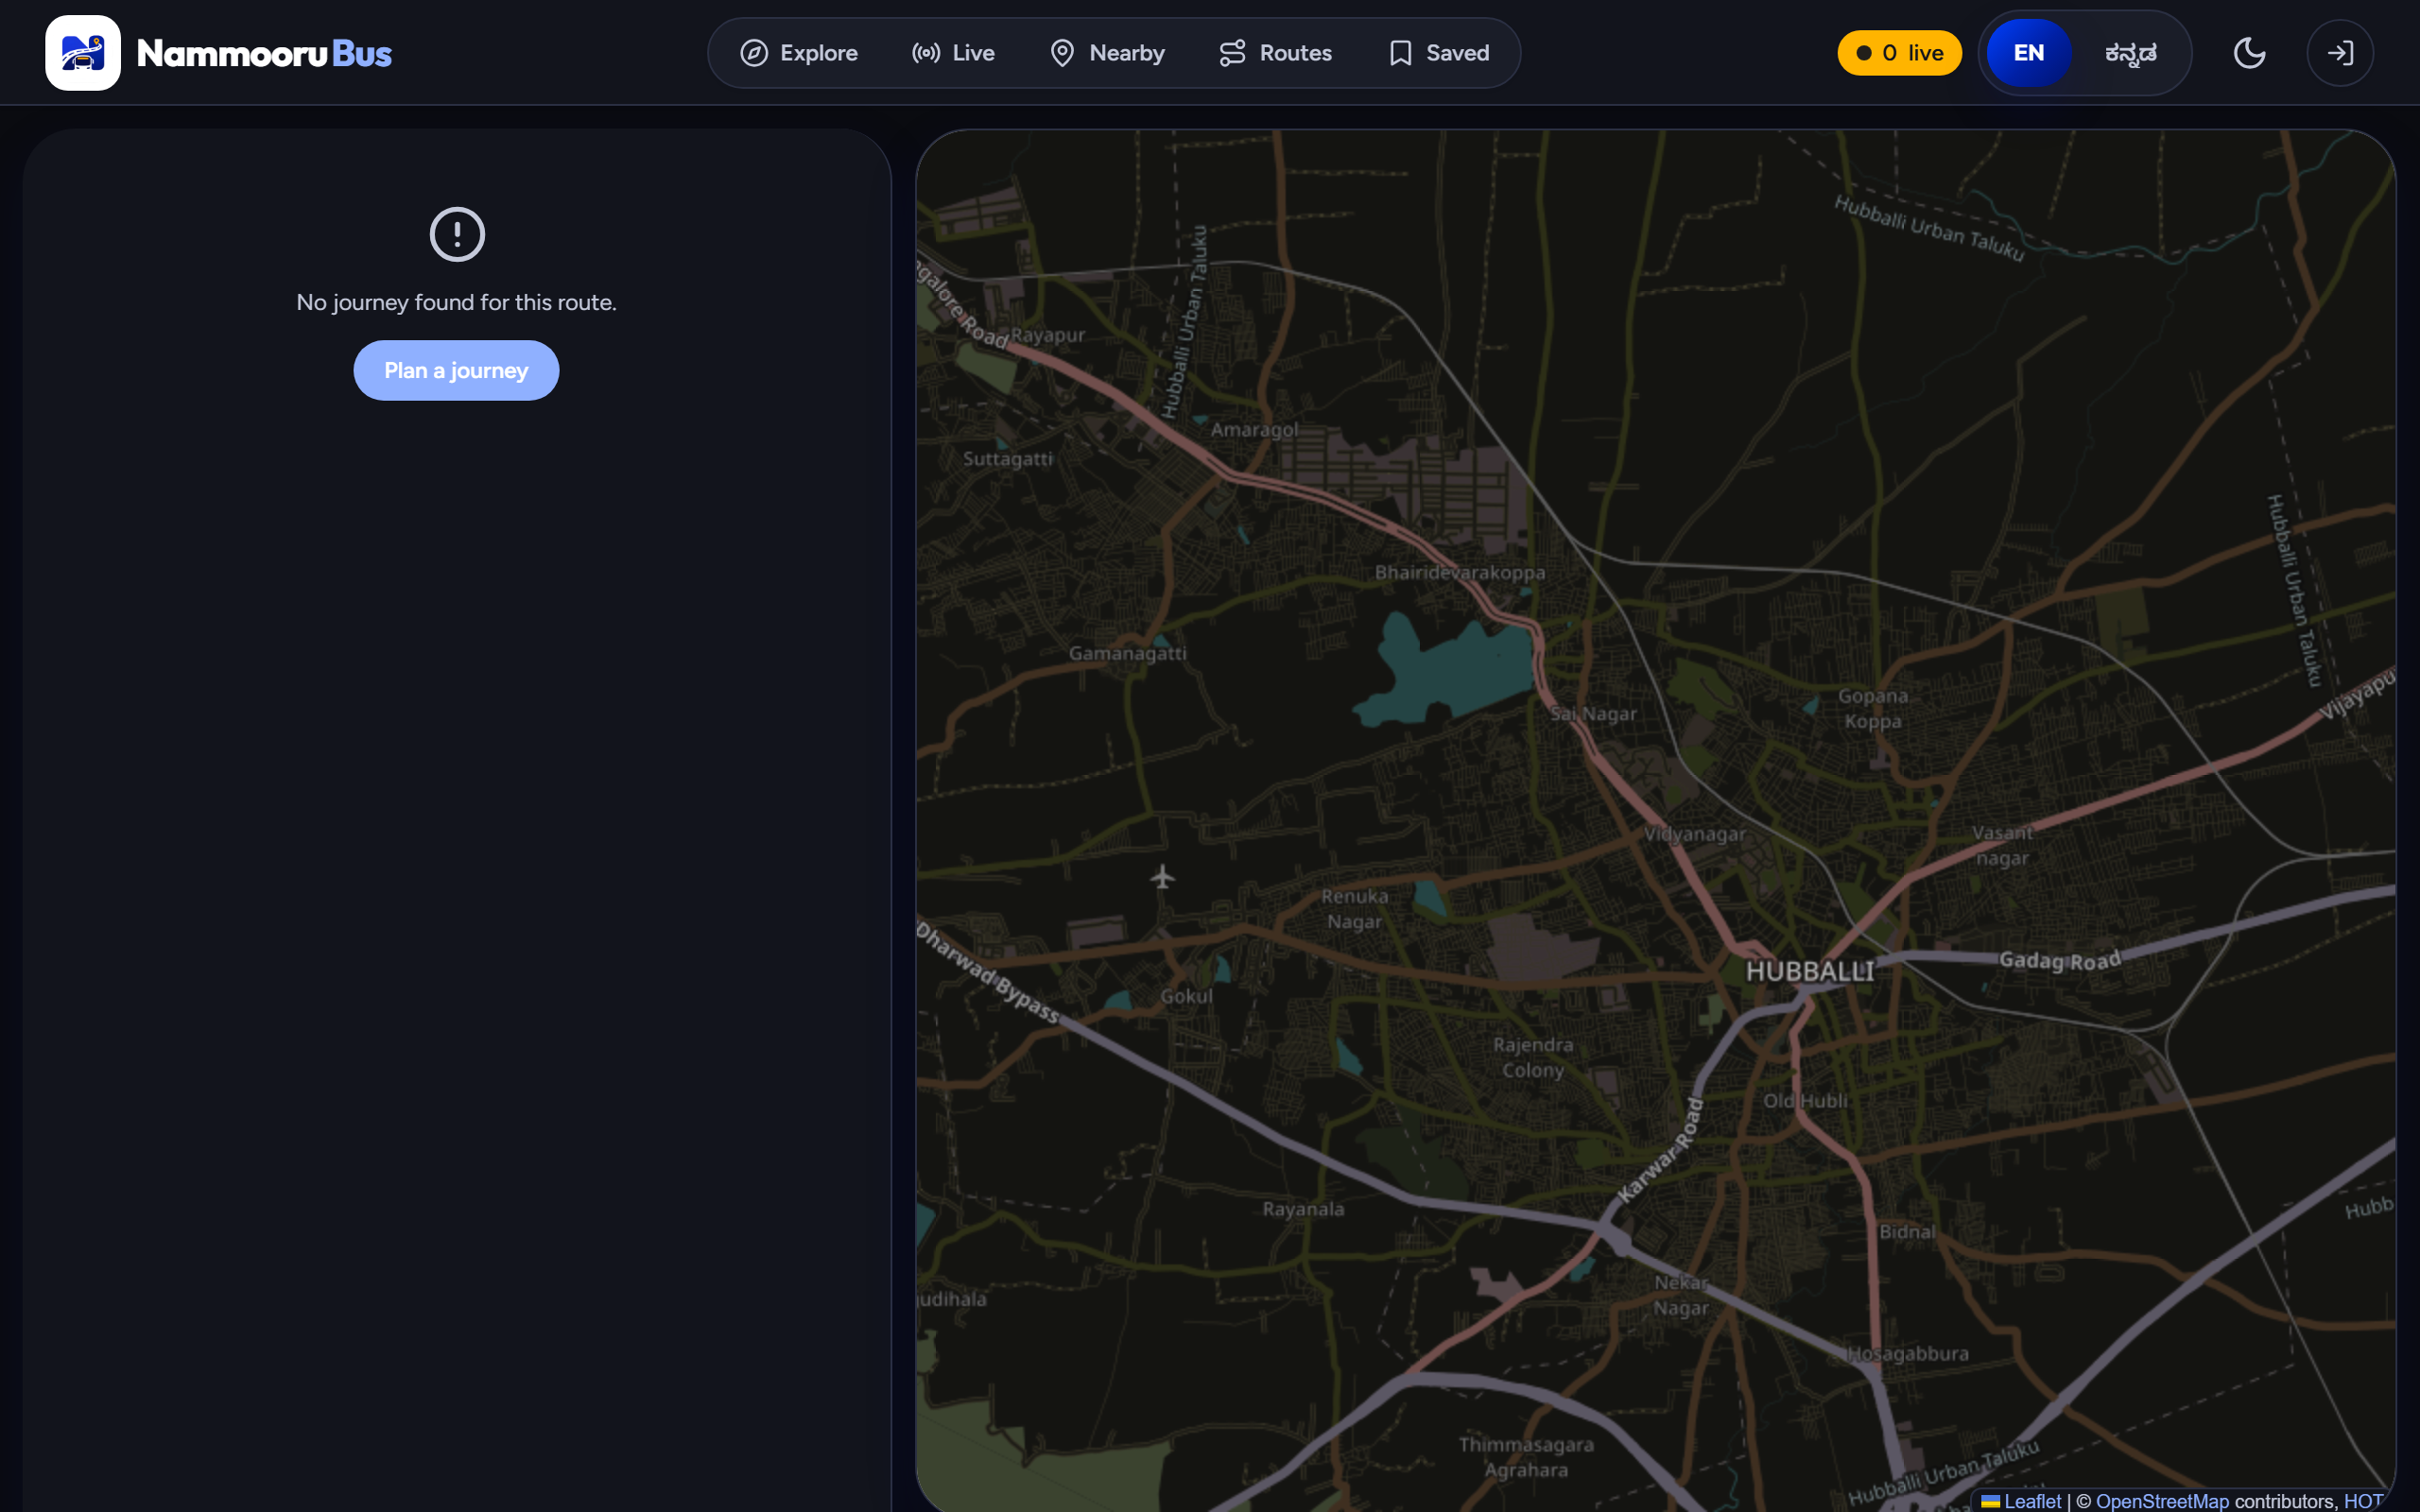 Nammooru Bus
Explore
Live
Nearby
Routes
Saved
0 live
EN
ಕನ್ನಡ
No journey found for this route.
Plan a journey
Hubballi Urban Taluku
Hubballi Urban Taluku
galore Road
Rayapur
Amaragol
Suttagatti
Hubballi Urban Taluku
Bhairidevarakoppa
Gamanagatti
Sai Nagar
Gopana
Koppa
Vijayapu
Vidyanagar
Vasant
nagar
Renuka
Nagar
Dharwad Bypass
HUBBALLI
Gadag Road
Gokul
Rajendra
Colony
Old Hubli
Karwar Road
Rayanala
Bidnal
Hubb
Nekar
Nagar
udihala
Hosagabbura
Thimmasagara
Agrahara
Hubballi Urban Taluku
Leaflet | © OpenStreetMap contributors, HOT